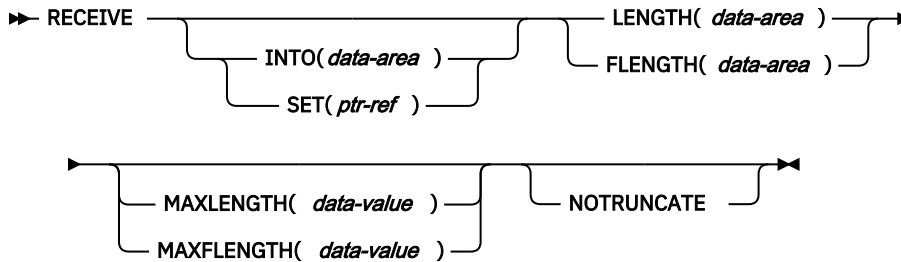 RECEIVE
INTO( data-area )
SET( ptr-ref )
LENGTH( data-area )
FLENGTH( data-area )
MAXLENGTH( data-value )
MAXFLENGTH( data-value )
NOTRUNCATE